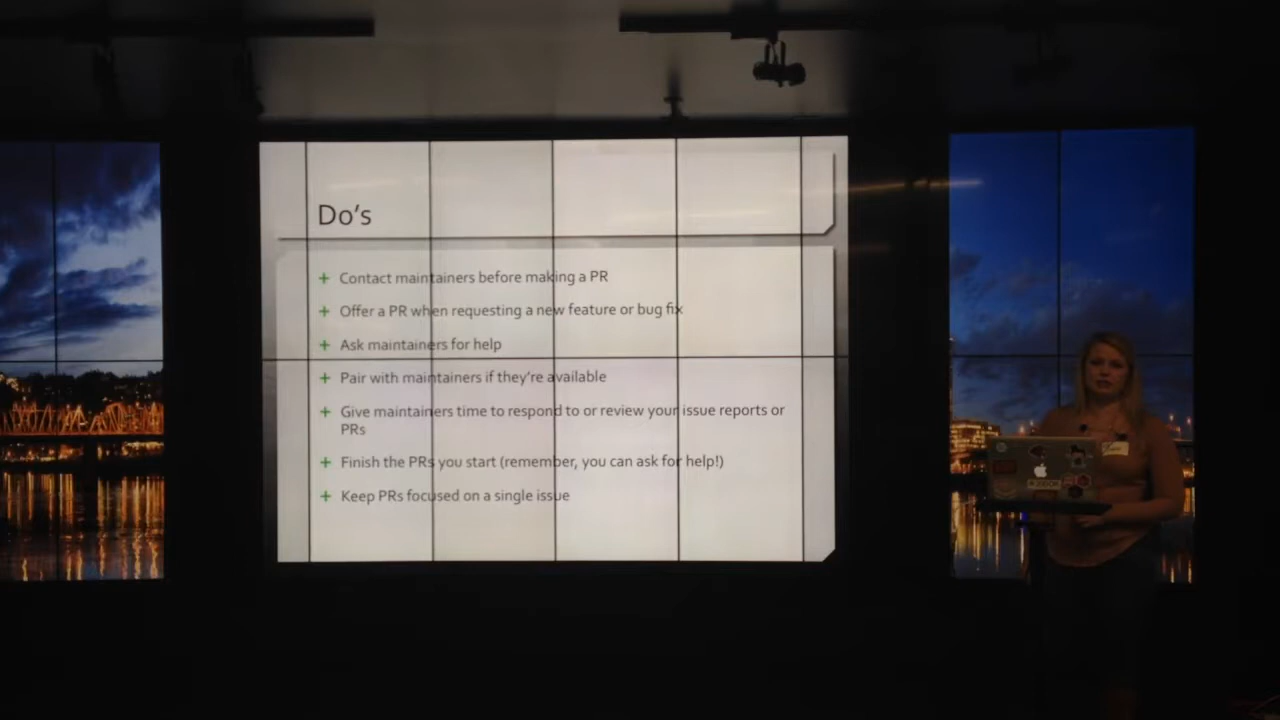 Do's
+ Contact maintainers before making a PR
+ Offer a PR when requesting a new feature or bug fix
+ Ask maintainers for help
+ Pair with maintainers if they're available
+ Give maintainers time to respond to or review your issue reports or
PRs
+ Finish the PRs you start (remember, you can ask for help!)
+ Keep PRs focused on a single issue